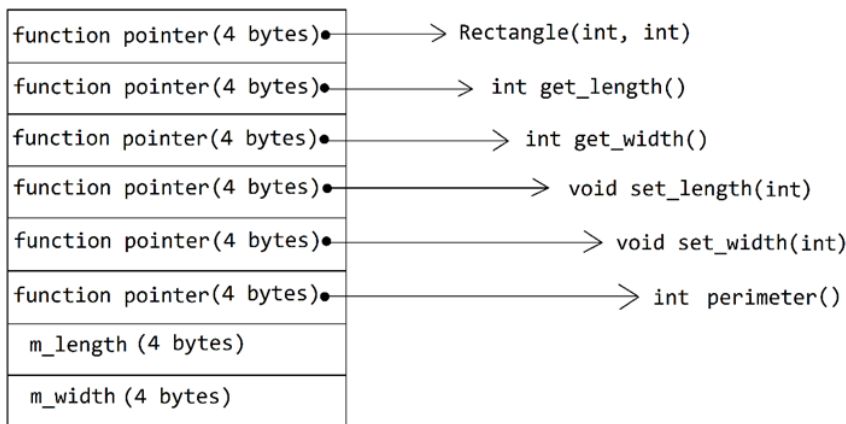 function pointer(4 bytes) Rectangle(int, int)
function pointer(4 bytes) int get_length()
function pointer(4 bytes) int get_width()
function pointer(4 bytes) void set_length(int)
function pointer(4 bytes) void set_width(int)
function pointer(4 bytes) int perimeter()
m_length (4 bytes)
m_width (4 bytes)